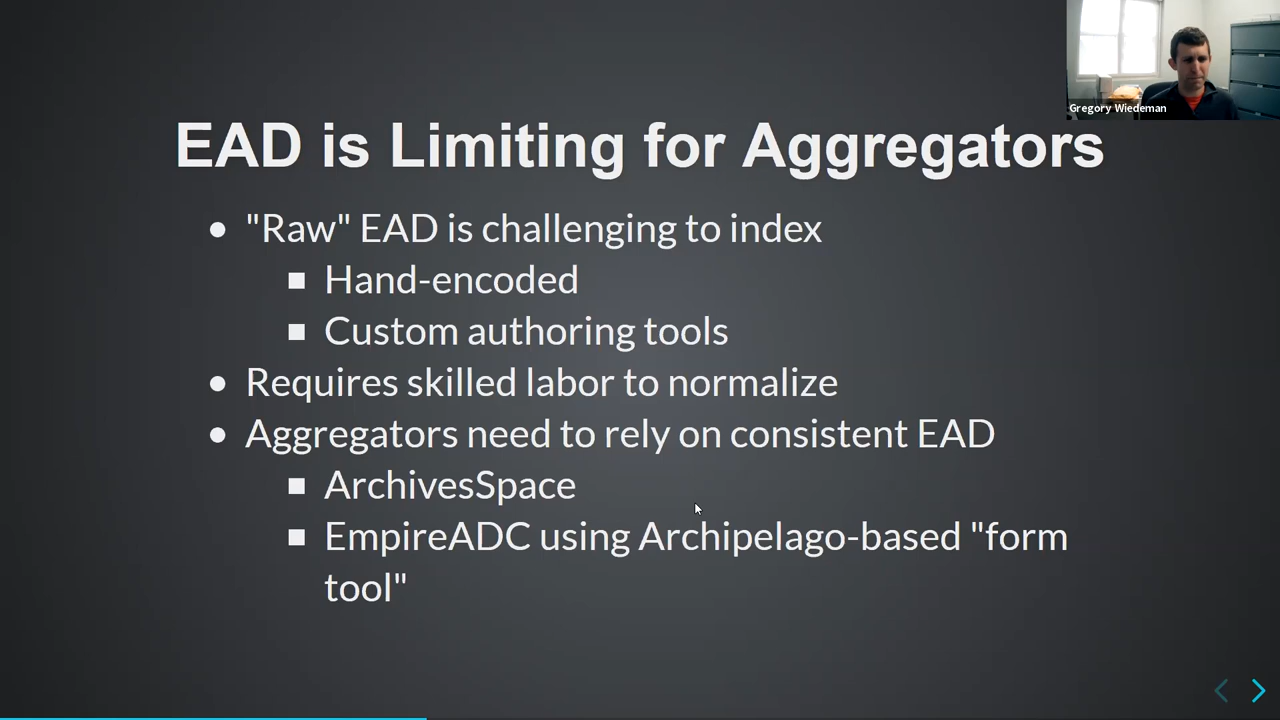 Gregory Wiedeman
EAD is Limiting for Aggregators
"Raw" EAD is challenging to index
Hand-encoded
Custom authoring tools
Requires skilled labor to normalize
Aggregators need to rely on consistent EAD
ArchivesSpace
EmpireADC using Archipelago-based "form
tool"